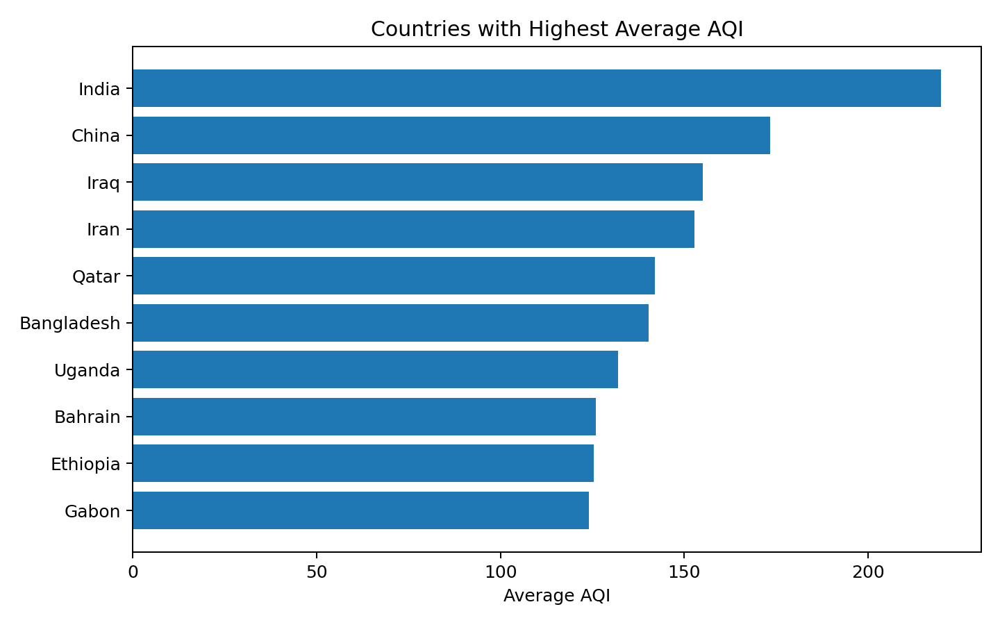 Countries with Highest Average AQI
India
China
Iraq
Iran
Qatar
Bangladesh
Uganda
Bahrain
Ethiopia
Gabon
0 50 100 150 200
Average AQI